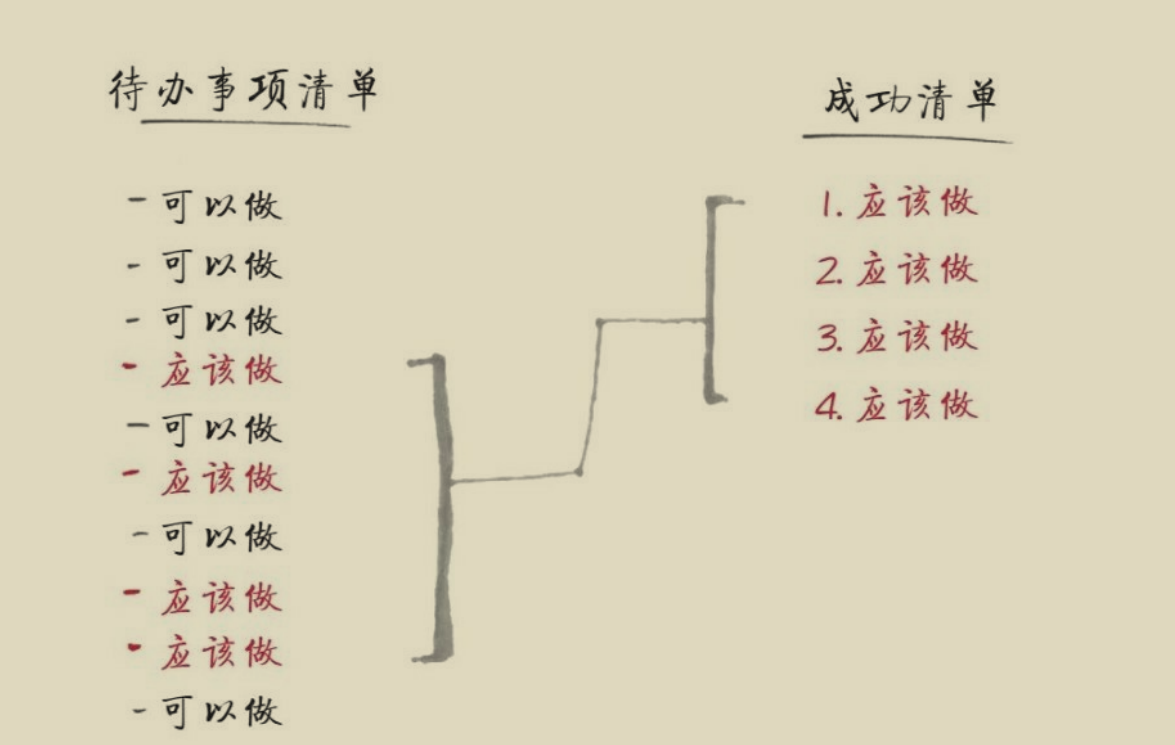 待办事项清单
- 可以做
- 可以做
- 可以做
- 应该做
- 可以做
- 应该做
- 可以做
- 应该做
- 应该做
- 可以做
成功清单
1. 应该做
2. 应该做
3. 应该做
4. 应该做